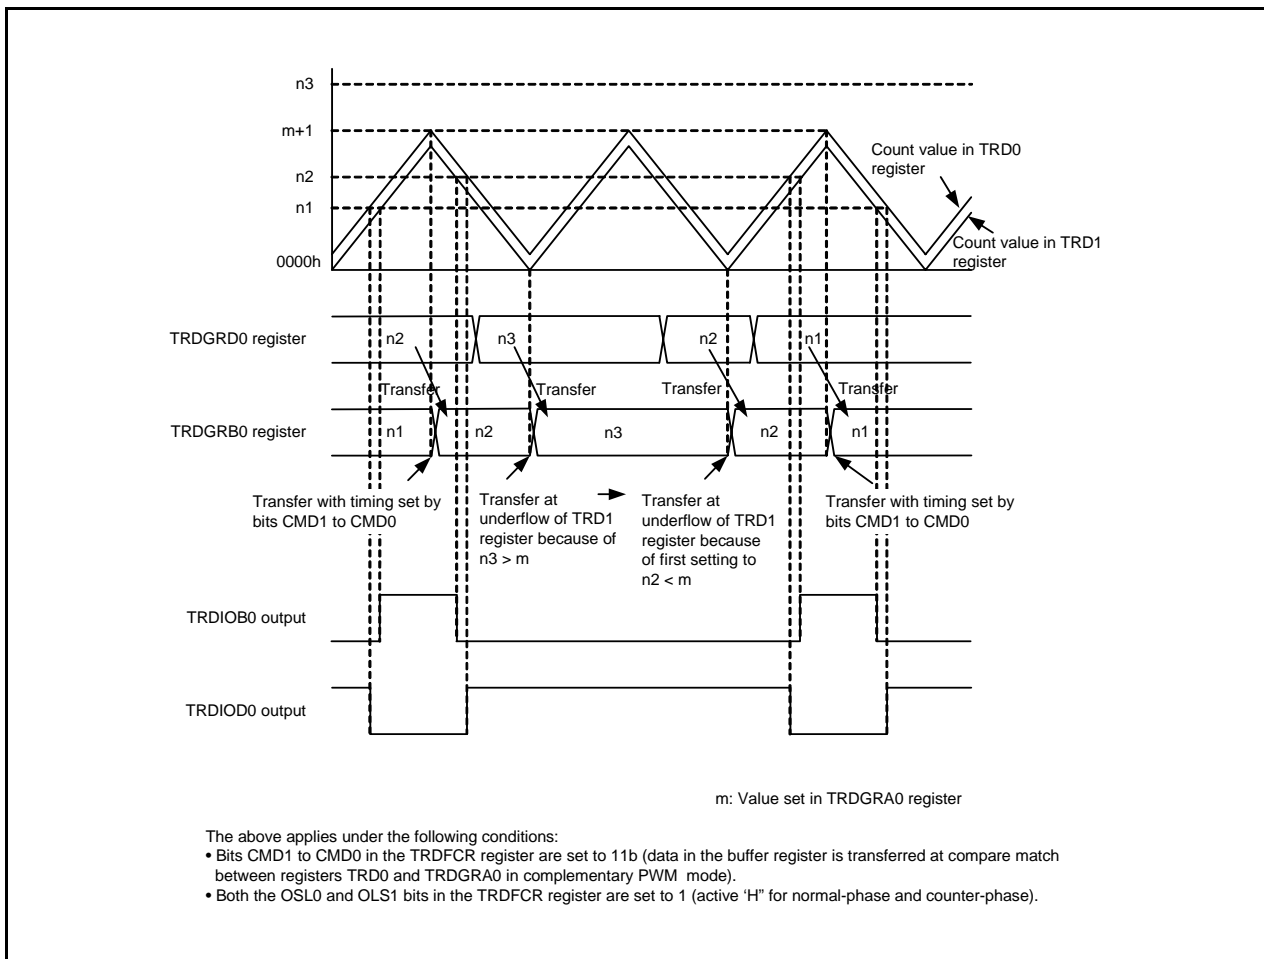 n3
m+1
n2
n1
0000h
Count value in TRD0
register
Count value in TRD1
register
TRDGRD0 register
n2
n3
n2
n1
Transfer
Transfer
Transfer
Transfer
TRDGRB0 register
n1
n2
n3
n2
n1
Transfer with timing set by
bits CMD1 to CMD0
Transfer at
underflow of TRD1
register because of
n3 > m
Transfer at
underflow of TRD1
register because
of first setting to
n2 < m
Transfer with timing set by
bits CMD1 to CMD0
TRDIOB0 output
TRDIOD0 output
m: Value set in TRDGRA0 register
The above applies under the following conditions:
• Bits CMD1 to CMD0 in the TRDFCR register are set to 11b (data in the buffer register is transferred at compare match
between registers TRD0 and TRDGRA0 in complementary PWM mode).
• Both the OSL0 and OLS1 bits in the TRDFCR register are set to 1 (active ‘H” for normal-phase and counter-phase).